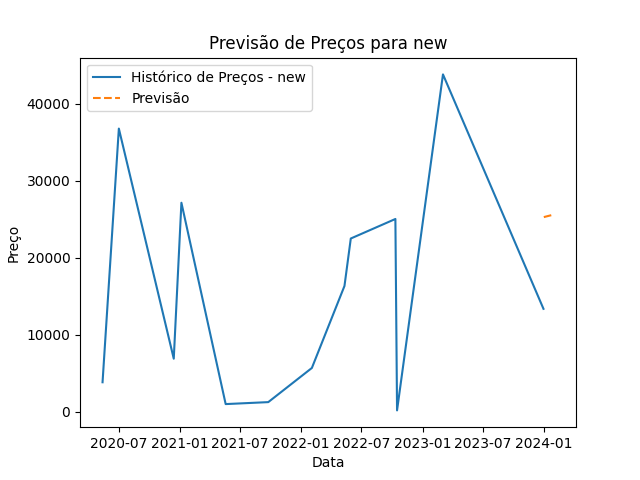 Previsão de Preços para new
Histórico de Preços - new
Previsão
Preço
40000
30000
20000
10000
0
2020-07 2021-01 2021-07 2022-01 2022-07 2023-01 2023-07 2024-01
Data